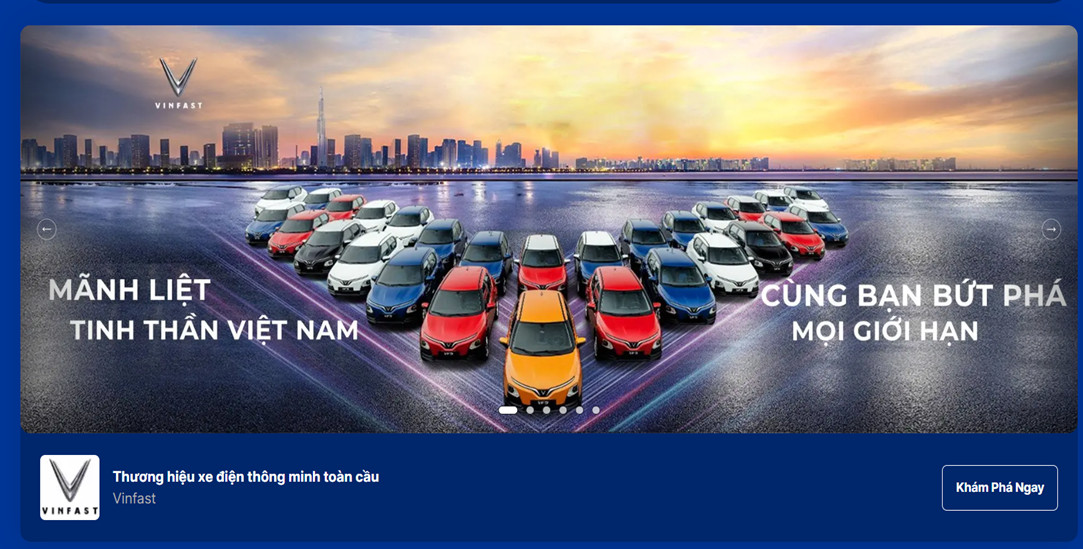 VINFAST
MÃNH LIỆT
TINH THẦN VIỆT NAM
CÙNG BẠN BỨT PHÁ
MỌI GIỚI HẠN
Thương hiệu xe điện thông minh toàn cầu
Vinfast
VINFAST
Khám Phá Ngay